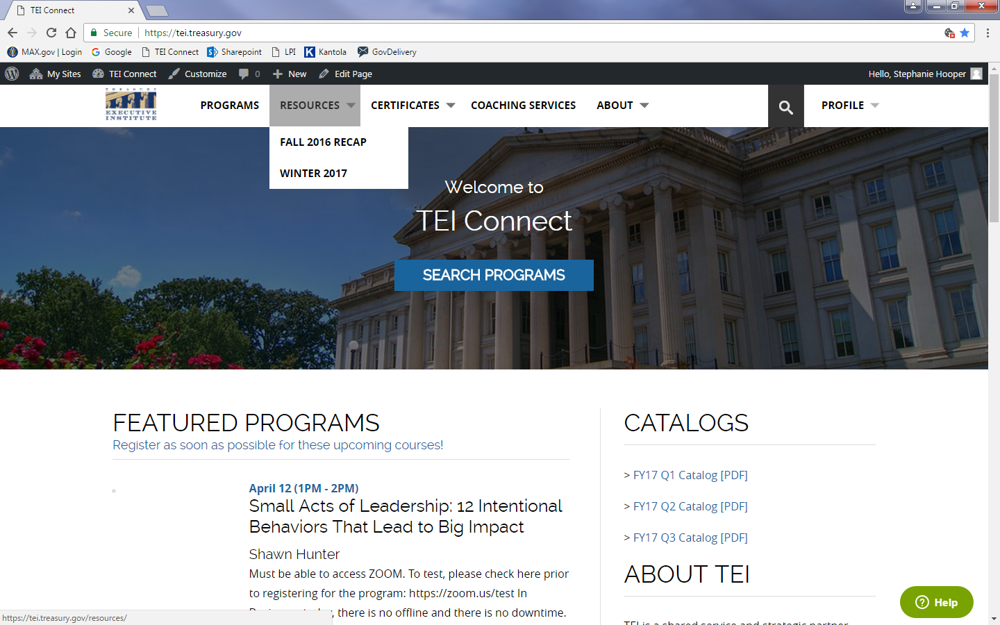 TEI Connect
Secure | https://tei.treasury.gov
MAX.gov | Login Google TEI Connect Sharepoint LPI Kantola GovDelivery
My Sites TEI Connect Customize 0 New Edit Page Hello, Stephanie Hooper
TREASURY
TEI
EXECUTIVE
INSTITUTE
PROGRAMS RESOURCES CERTIFICATES COACHING SERVICES ABOUT PROFILE
FALL 2016 RECAP
WINTER 2017
Welcome to
TEI Connect
SEARCH PROGRAMS
FEATURED PROGRAMS
Register as soon as possible for these upcoming courses!
April 12 (1PM - 2PM)
Small Acts of Leadership: 12 Intentional
Behaviors That Lead to Big Impact
Shawn Hunter
Must be able to access ZOOM. To test, please check here prior
to registering for the program: https://zoom.us/test In
, there is no offline and there is no downtime.
CATALOGS
> FY17 Q1 Catalog [PDF]
> FY17 Q2 Catalog [PDF]
> FY17 Q3 Catalog [PDF]
ABOUT TEI
TEI is a shared service and strategic partner
Help
https://tei.treasury.gov/resources/